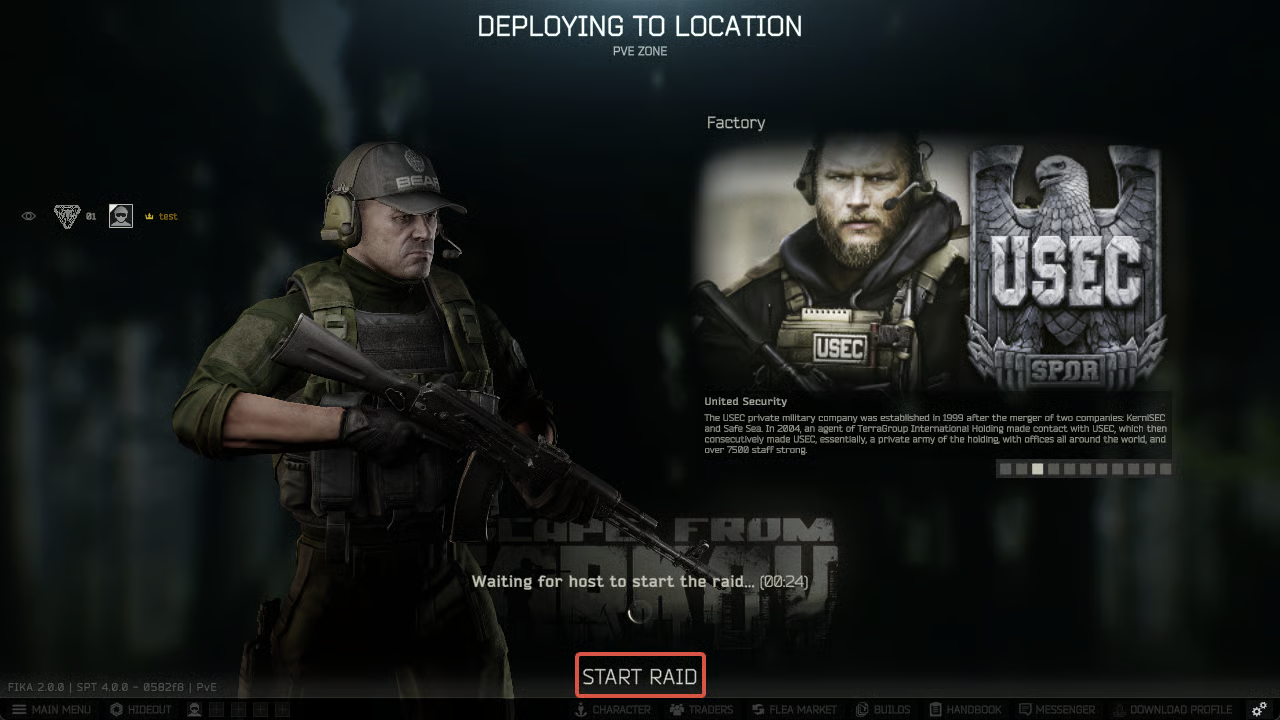 DEPLOYING TO LOCATION
PVE ZONE
Factory
BEAR
01
test
USEC
USEC
SPQR
United Security
The USEC private military company was established in 1999 after the merger of two companies: KerniSEC
and Safe Sea. In 2004, an agent of TerraGroup International Holding made contact with USEC, which then
consecutively made USEC, essentially, a private army of the holding, with offices all around the world, and
over 7500 staff strong.
ESCAPE FROM
TARKOV
Waiting for host to start the raid... (00:24)
START RAID
FIKA 2.0.0 | SPT 4.0.0 - 0582f8 | PvE
MAIN MENU
HIDEOUT
CHARACTER
TRADERS
FLEA MARKET
BUILDS
HANDBOOK
MESSENGER
DOWNLOAD PROFILE